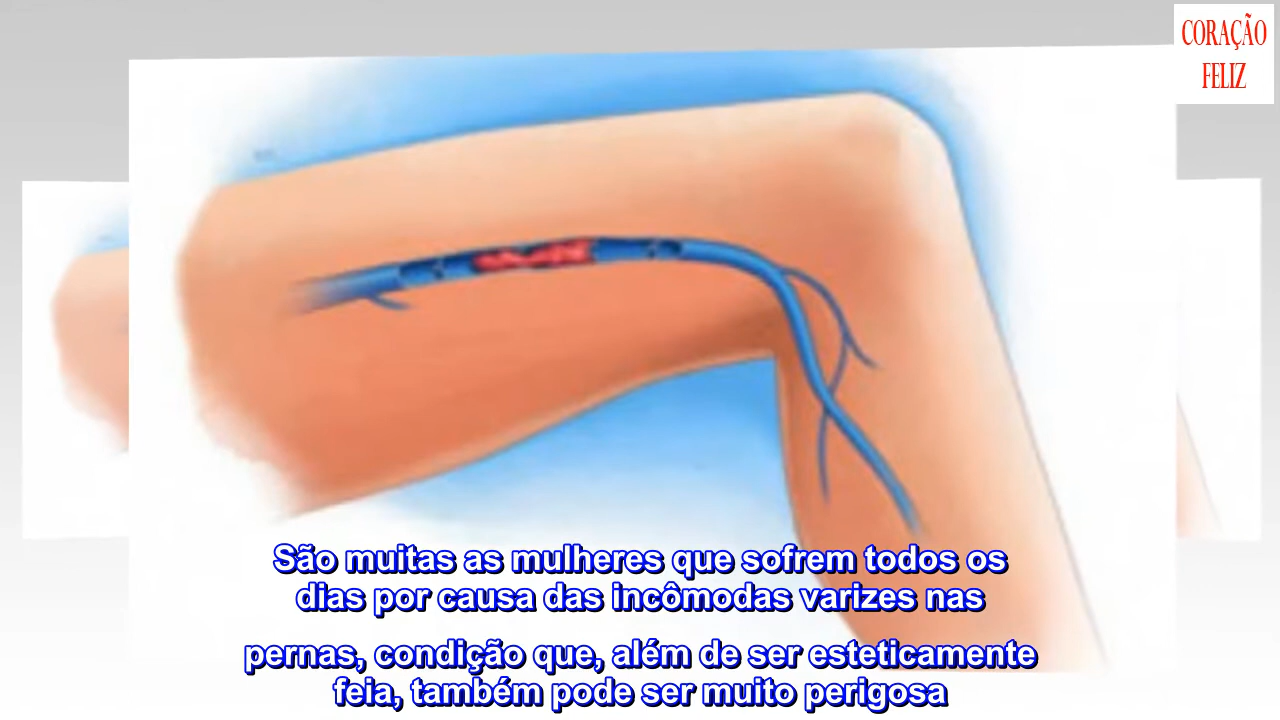 CORAÇÃO
FELIZ
São muitas as mulheres que sofrem todos os
dias por causa das incômodas varizes nas
pernas, condição que, além de ser esteticamente
feia, também pode ser muito perigosa